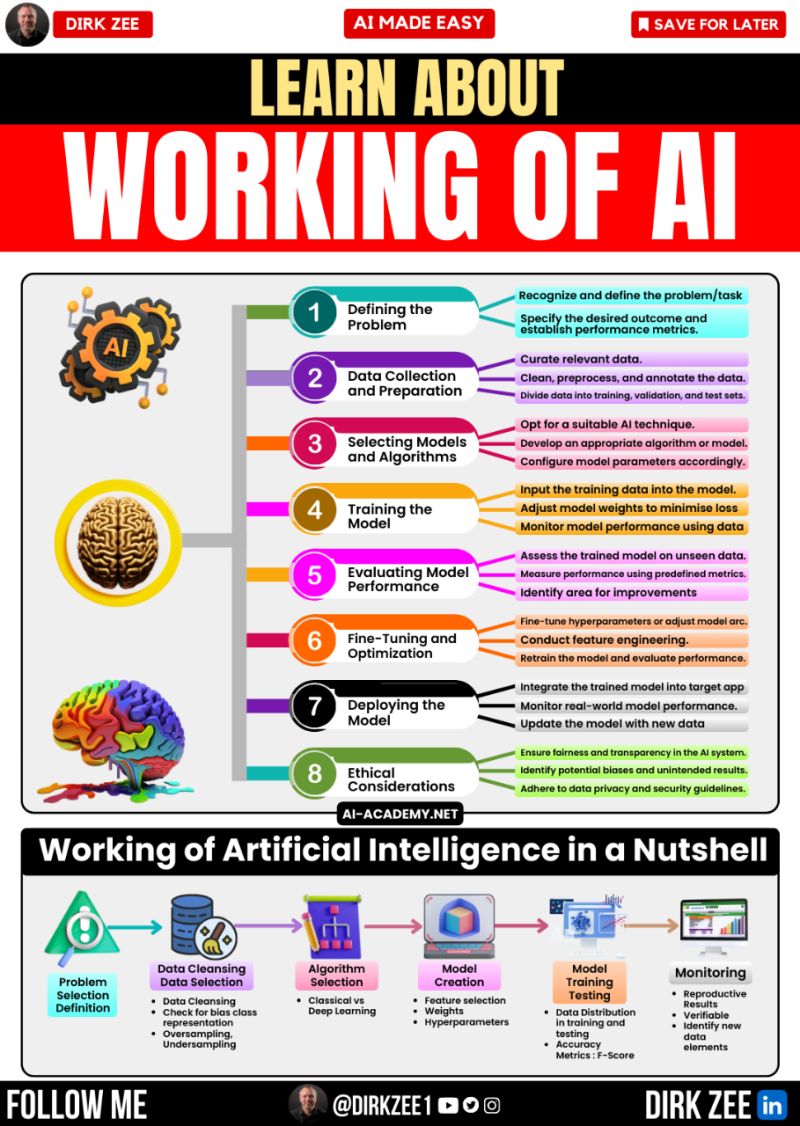 DIRK ZEE
AI MADE EASY
SAVE FOR LATER
LEARN ABOUT
WORKING OF AI
AI
1
Defining the
Problem
Recognize and define the problem/task
Specify the desired outcome and
establish performance metrics.
2
Data Collection
and Preparation
Curate relevant data.
Clean, preprocess, and annotate the data.
Divide data into training, validation, and test sets.
3
Selecting Models
and Algorithms
Opt for a suitable AI technique.
Develop an appropriate algorithm or model.
Configure model parameters accordingly.
4
Training the
Model
Input the training data into the model.
Adjust model weights to minimise loss
Monitor model performance using data
5
Evaluating Model
Performance
Assess the trained model on unseen data.
Measure performance using predefined metrics.
Identify area for improvements
6
Fine-Tuning and
Optimization
Fine-tune hyperparameters or adjust model arc.
Conduct feature engineering.
Retrain the model and evaluate performance.
7
Deploying the
Model
Integrate the trained model into target app
Monitor real-world model performance.
Update the model with new data
8
Ethical
Considerations
Ensure fairness and transparency in the AI system.
Identify potential biases and unintended results.
Adhere to data privacy and security guidelines.
AI-ACADEMY.NET
Working of Artificial Intelligence in a Nutshell
Problem
Selection
Definition
Data Cleansing
Data Selection
• Data Cleansing
• Check for bias class
representation
• Oversampling,
Undersampling
Algorithm
Selection
• Classical vs
Deep Learning
Model
Creation
• Feature selection
• Weights
• Hyperparameters
Model
Training
Testing
• Data Distribution
in training and
testing
• Accuracy
Metrics : F-Score
Monitoring
• Reproductive
Results
• Verifiable
• Identify new
data
elements
FOLLOW ME
@DIRKZEE1
DIRK ZEE in